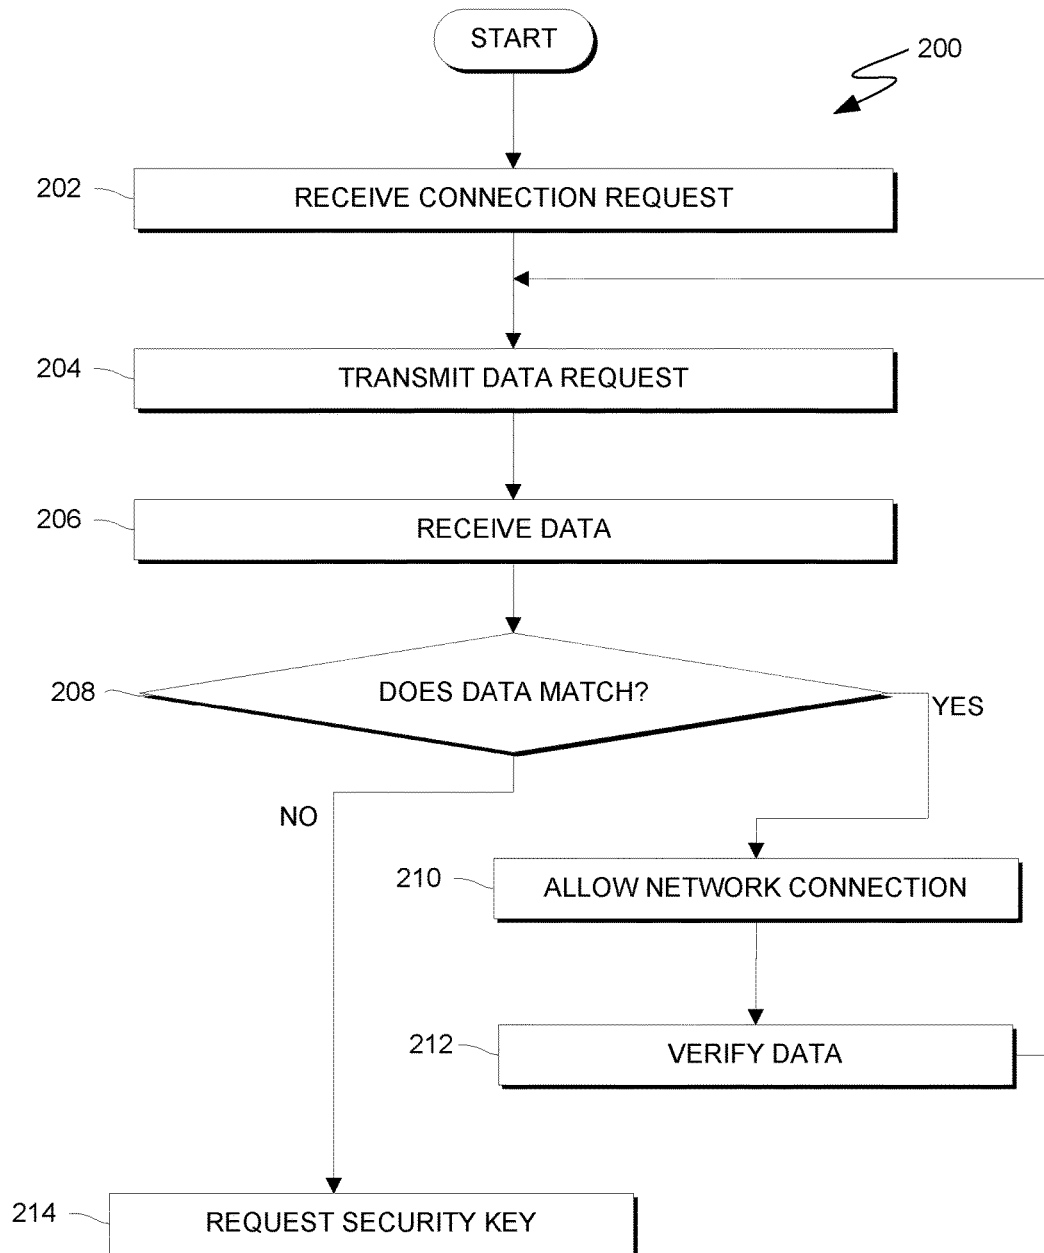 START
200
202
RECEIVE CONNECTION REQUEST
204
TRANSMIT DATA REQUEST
206
RECEIVE DATA
208
DOES DATA MATCH?
YES
NO
210
ALLOW NETWORK CONNECTION
212
VERIFY DATA
214
REQUEST SECURITY KEY